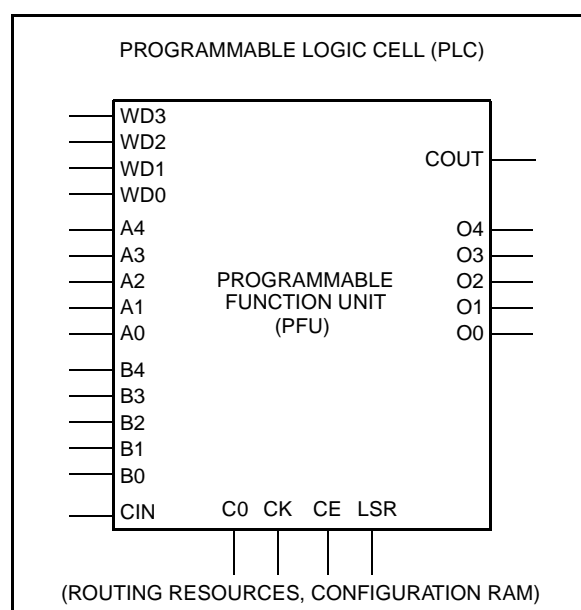 PROGRAMMABLE LOGIC CELL (PLC)
WD3
WD2
WD1
WD0
A4
A3
A2
A1
A0
B4
B3
B2
B1
B0
CIN
PROGRAMMABLE
FUNCTION UNIT
(PFU)
COUT
O4
O3
O2
O1
O0
C0 CK CE LSR
(ROUTING RESOURCES, CONFIGURATION RAM)